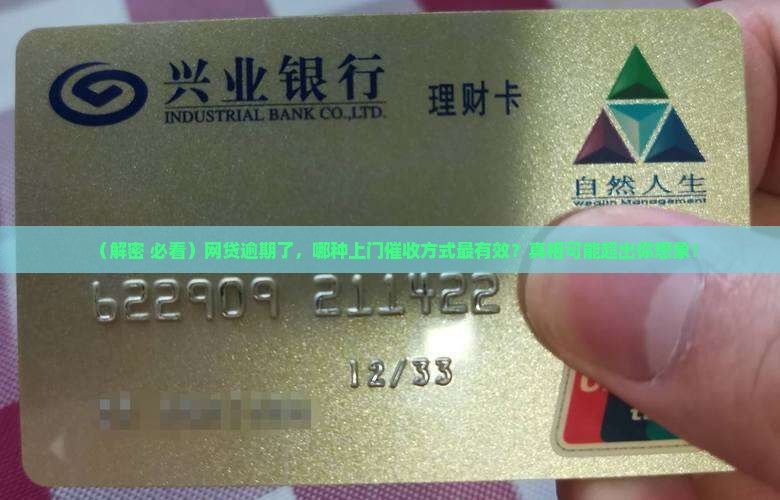 兴业银行
INDUSTRIAL BANK CO.,LTD.
理财卡
自然人生
Wealth Management
（解密 必看）网贷逾期了，哪种上门催收方式最有效？真相可能超出你想象！
622909 211422
12/33